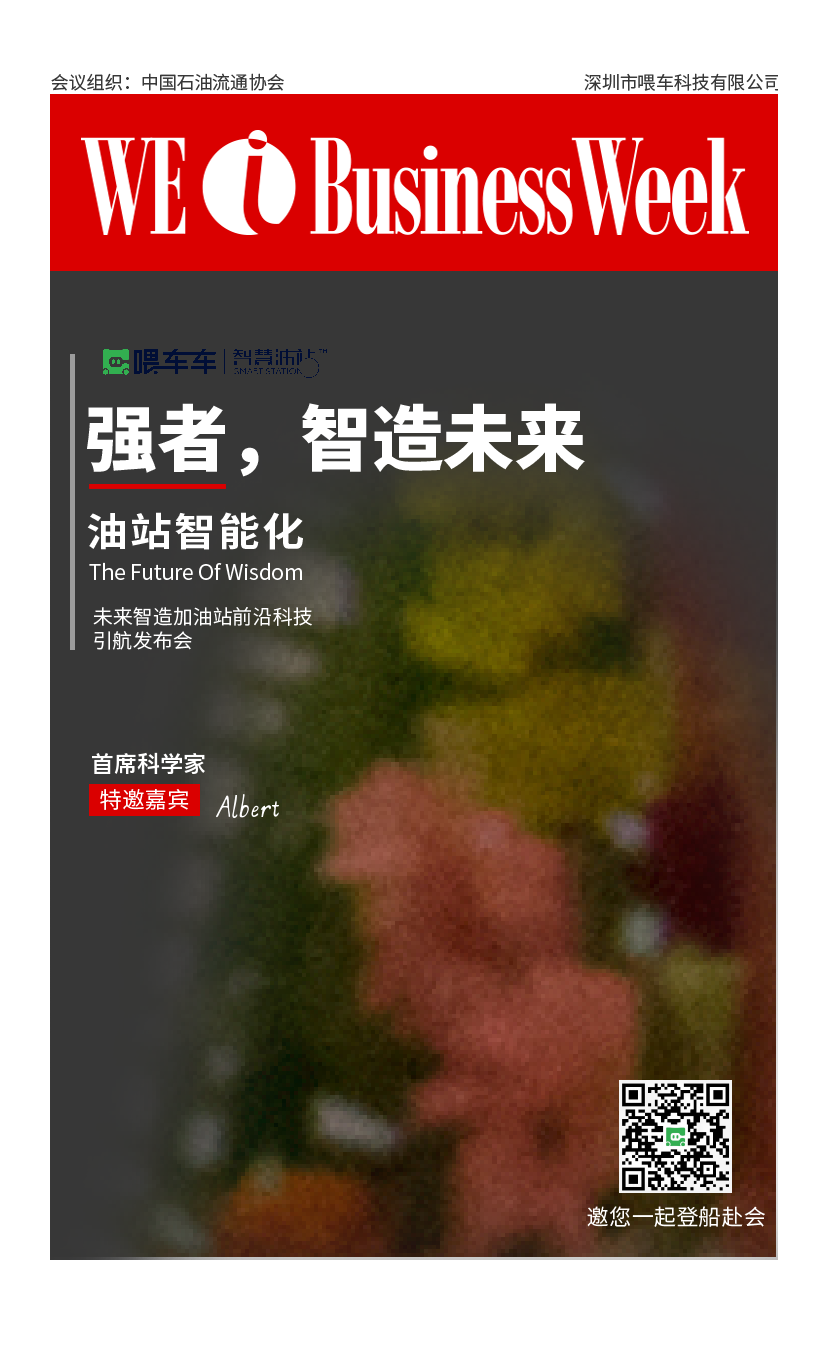 会议组织：中国石油流通协会
深圳市喂车科技有限公司
WE i BusinessWeek
喂车车 智慧油站™
SMART STATION
强者，智造未来
油站智能化
The Future Of Wisdom
未来智造加油站前沿科技
引航发布会
首席科学家
特邀嘉宾 Albert
邀您一起登船赴会